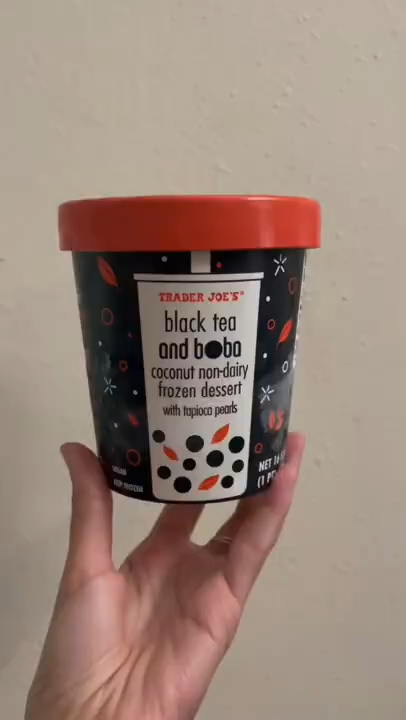 TRADER JOE'S®
black tea
and boba
coconut non-dairy
frozen dessert
with tapioca pearls
VEGAN
KEEP FROZEN
NET 16
(1 P